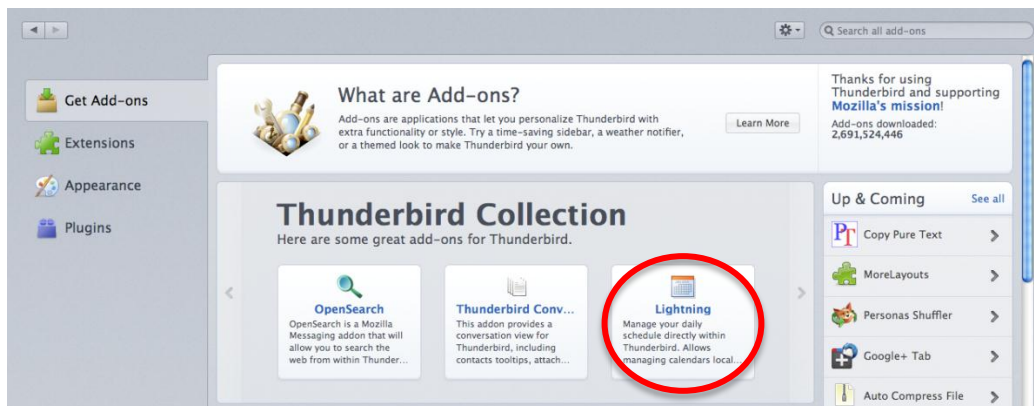 Search all add-ons
Get Add-ons
Extensions
Appearance
Plugins
What are Add-ons?
Add-ons are applications that let you personalize Thunderbird with
extra functionality or style. Try a time-saving sidebar, a weather notifier,
or a themed look to make Thunderbird your own.
Learn More
Thanks for using
Thunderbird and supporting
Mozilla's mission!
Add-ons downloaded:
2,691,524,446
Thunderbird Collection
Here are some great add-ons for Thunderbird.
OpenSearch
OpenSearch is a Mozilla
Messaging addon that will
allow you to search the
web from within Thunder...
Thunderbird Conv...
This addon provides a
conversation view for
Thunderbird, including
contacts tooltips, attach...
Lightning
Manage your daily
schedule directly within
Thunderbird. Allows
managing calendars local...
Up & Coming See all
PT Copy Pure Text
MoreLayouts
Personas Shuffler
Google+ Tab
Auto Compress File